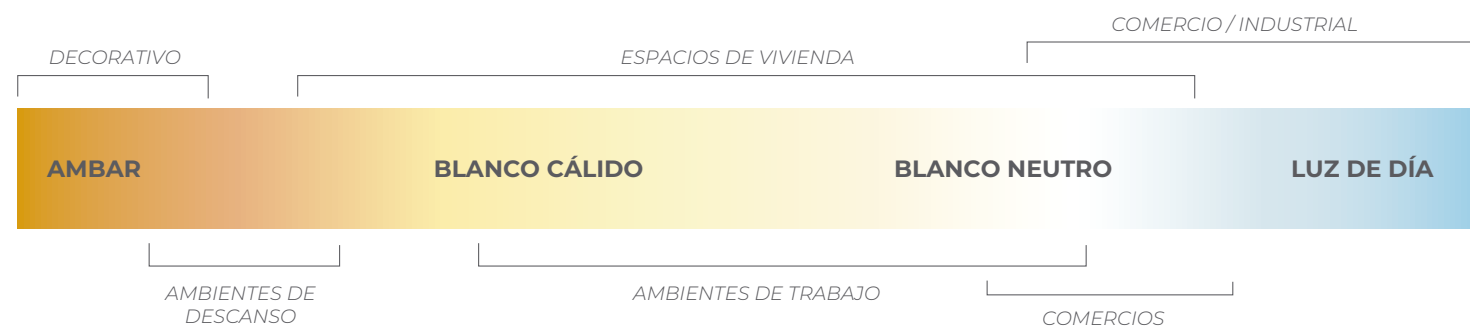 COMERCIO / INDUSTRIAL
DECORATIVO
ESPACIOS DE VIVIENDA
AMBAR
BLANCO CÁLIDO
BLANCO NEUTRO
LUZ DE DÍA
AMBIENTES DE
DESCANSO
AMBIENTES DE TRABAJO
COMERCIOS